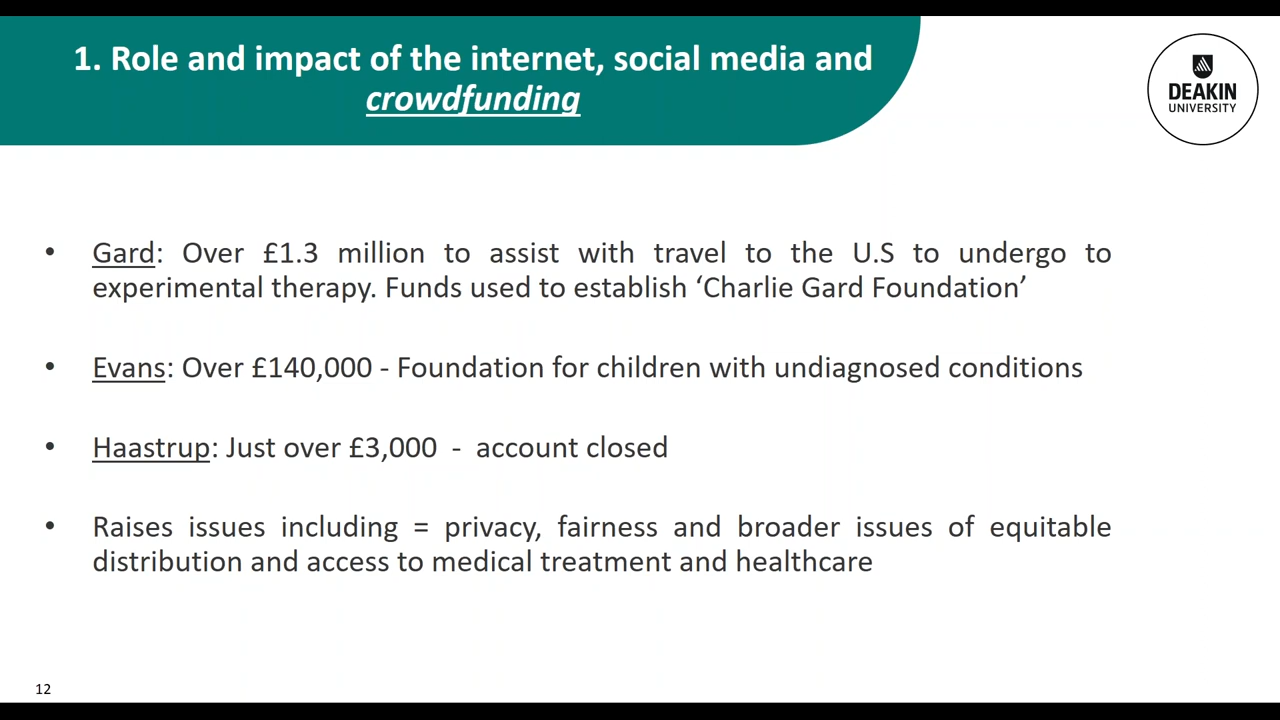 1. Role and impact of the internet, social media and
crowdfunding
DEAKIN
UNIVERSITY
• Gard: Over £1.3 million to assist with travel to the U.S to undergo to
experimental therapy. Funds used to establish ‘Charlie Gard Foundation’
• Evans: Over £140,000 - Foundation for children with undiagnosed conditions
• Haastrup: Just over £3,000 - account closed
• Raises issues including = privacy, fairness and broader issues of equitable
distribution and access to medical treatment and healthcare
12